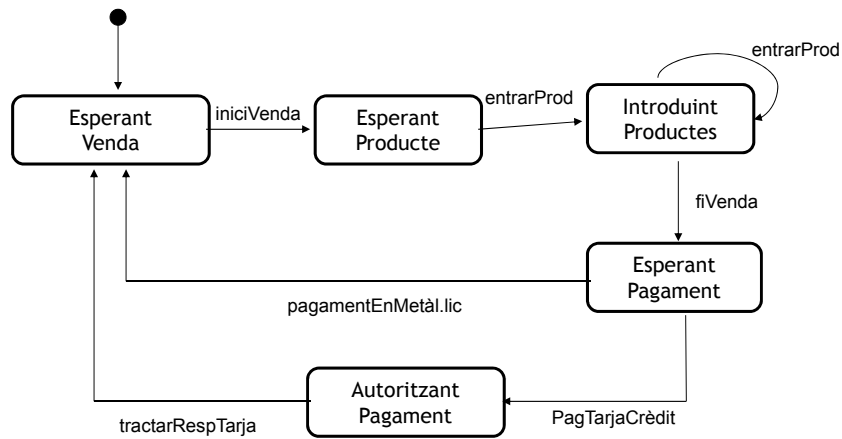 entrarProd
Esperant
Venda
iniciVenda
Esperant
Producte
entrarProd
Introduint
Productes
fiVenda
Esperant
Pagament
pagamentEnMetàl.lic
Autoritzant
Pagament
tractarRespTarja
PagTarjaCrèdit